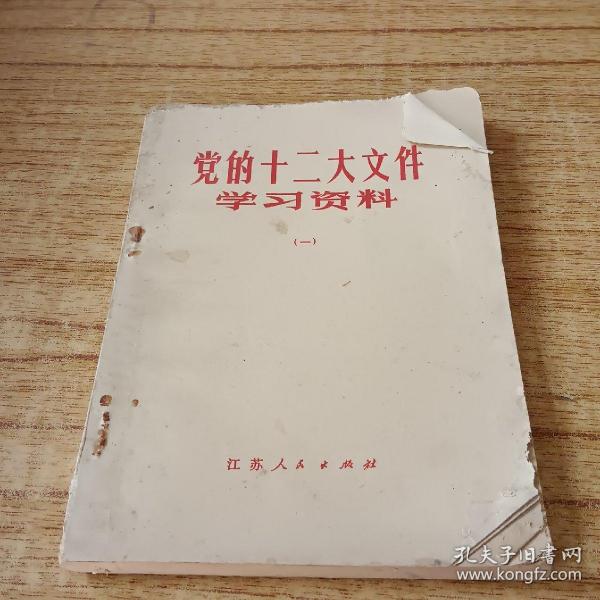 党的十二大文件
学习资料
（一）
江苏人民出版社
孔夫子旧书网
www.kongfz.com